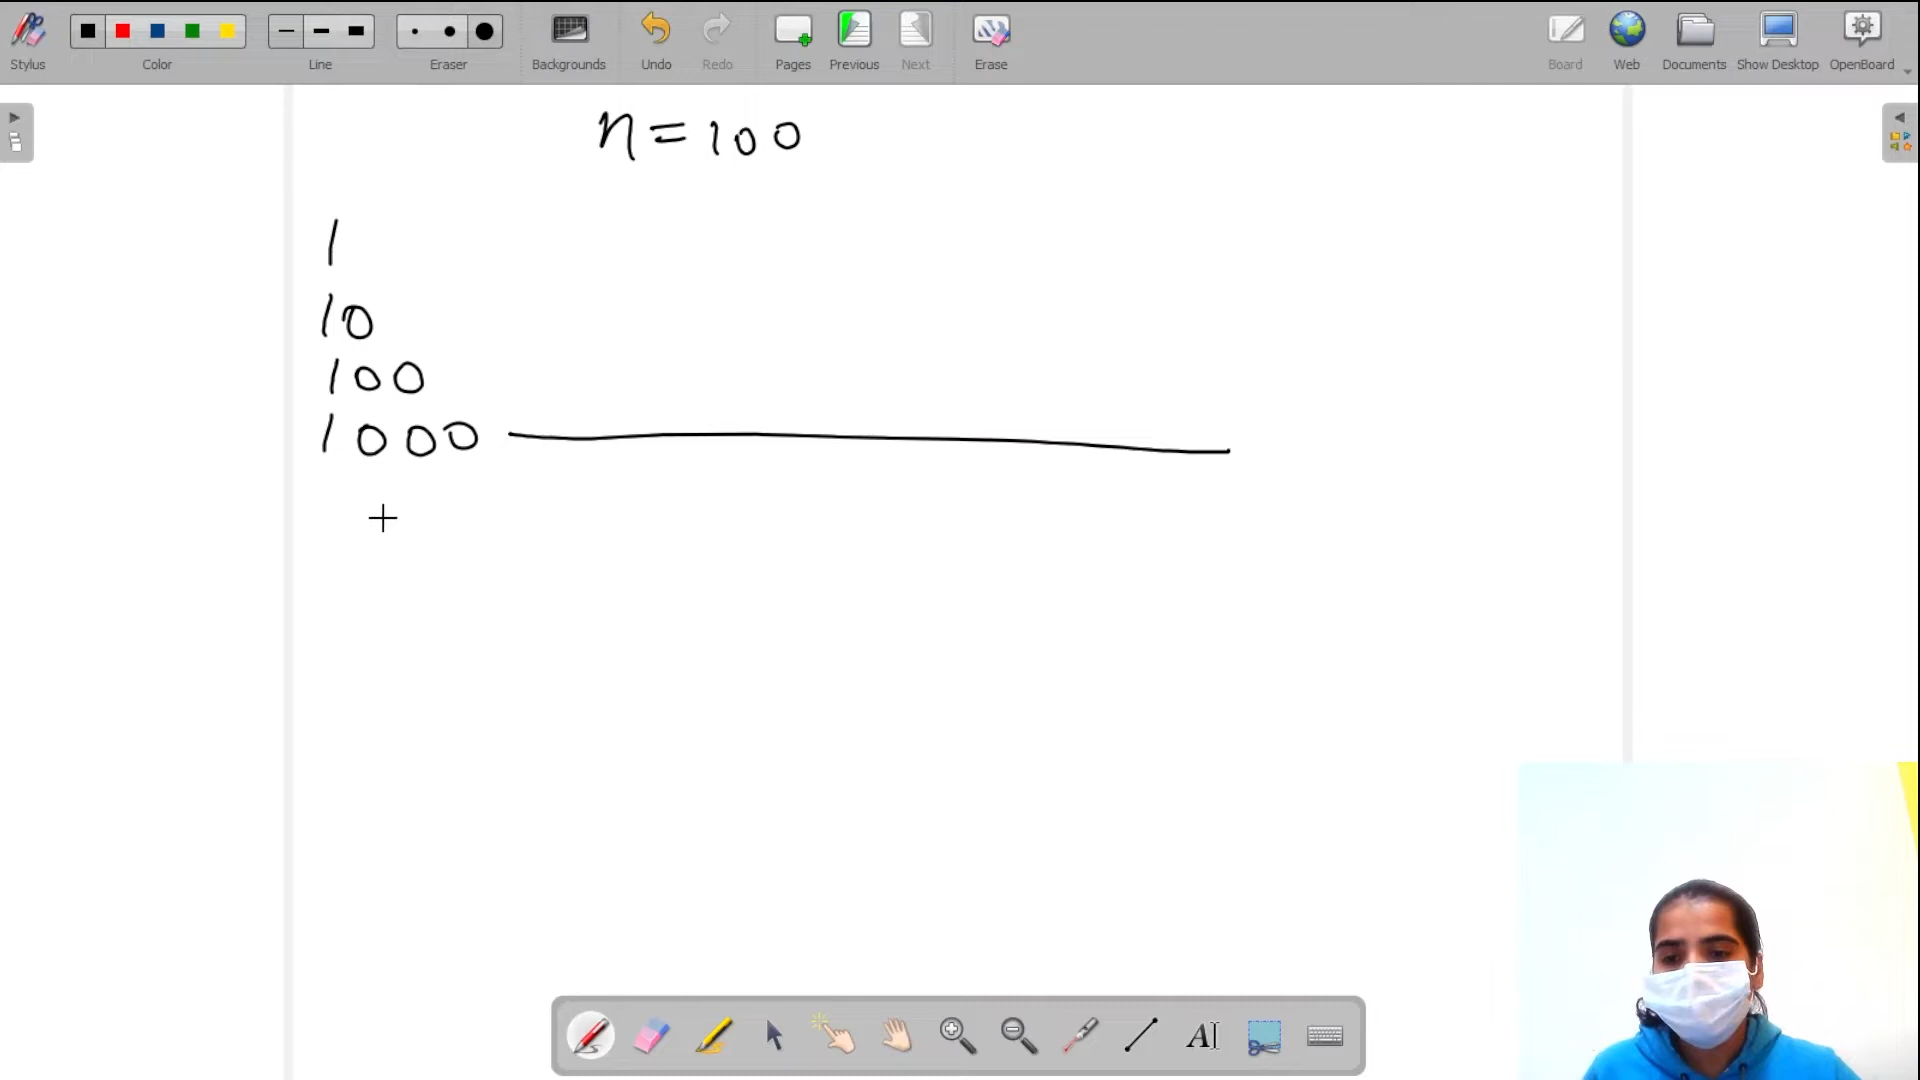 Stylus Color Line Eraser Backgrounds Undo Redo Pages Previous Next Erase Board Web Documents Show Desktop OpenBoard
n=100
1
10
100
1000